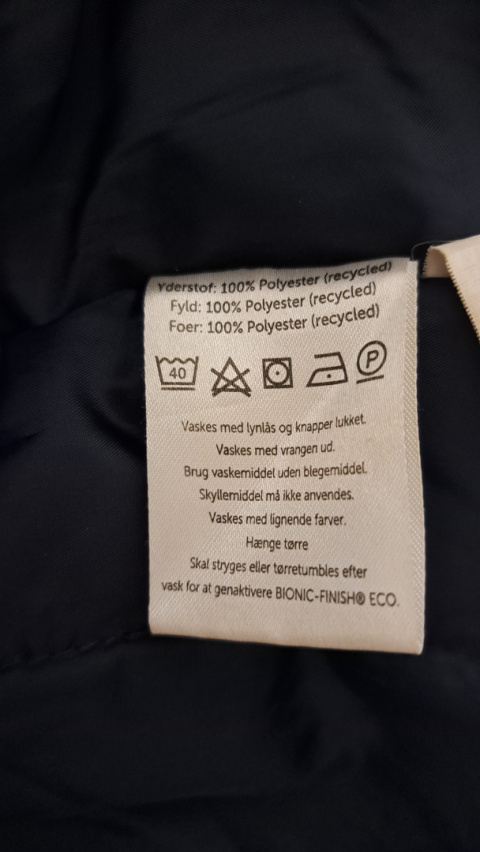 Yderstof: 100% Polyester (recycled)
Fyld: 100% Polyester (recycled)
Foer: 100% Polyester (recycled)
40 P
Vaskes med lynlås og knapper lukket.
Vaskes med vrangen ud.
Brug vaskemiddel uden blegemiddel.
Skyllemiddel må ikke anvendes.
Vaskes med lignende farver.
Hænge tørre
Skal stryges eller tørretumbles efter
vask for at genaktivere BIONIC-FINISH® ECO.